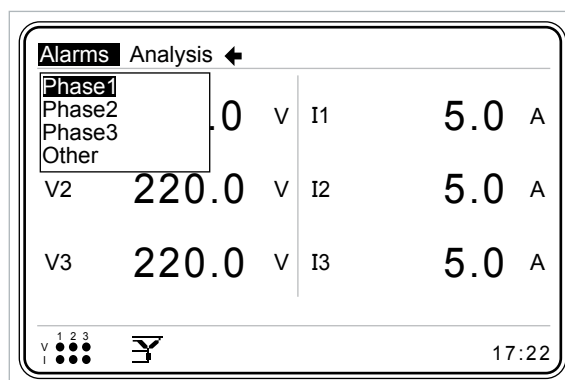 Alarms Analysis
Phase1
Phase2
Phase3
Other
.0 V I1 5.0 A
V2 220.0 V I2 5.0 A
V3 220.0 V I3 5.0 A
1 2 3
V
I
17:22